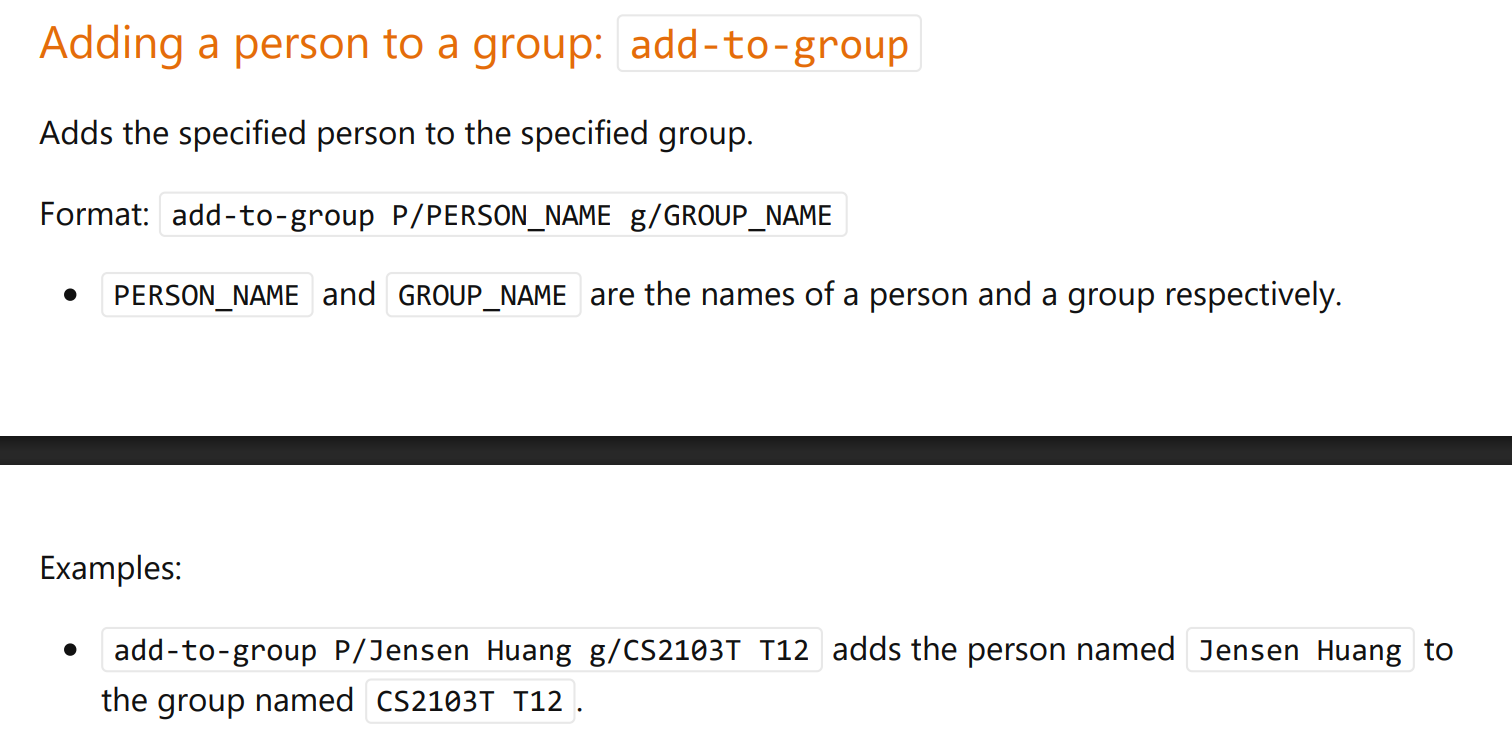 Adding a person to a group: add-to-group
Adds the specified person to the specified group.
Format: add-to-group P/PERSON_NAME g/GROUP_NAME
• PERSON_NAME and GROUP_NAME are the names of a person and a group respectively.
Examples:
• add-to-group P/Jensen Huang g/CS2103T T12 adds the person named Jensen Huang to
the group named CS2103T T12.